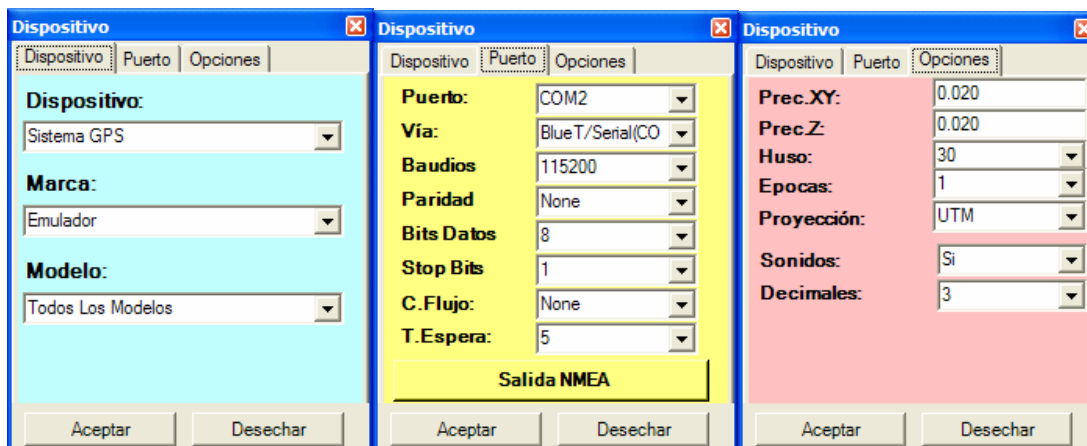 Dispositivo
Dispositivo Puerto Opciones
Dispositivo:
Sistema GPS
Marca:
Emulador
Modelo:
Todos Los Modelos
Aceptar Desechar
Dispositivo
Dispositivo Puerto Opciones
Puerto: COM2
Vía: BlueT/Serial(CO
Baudios 115200
Paridad None
Bits Datos 8
Stop Bits 1
C.Flujo: None
T.Espera: 5
Salida NMEA
Aceptar Desechar
Dispositivo
Dispositivo Puerto Opciones
Prec.XY: 0.020
Prec.Z: 0.020
Huso: 30
Epocas: 1
Proyección: UTM
Sonidos: Si
Decimales: 3
Aceptar Desechar